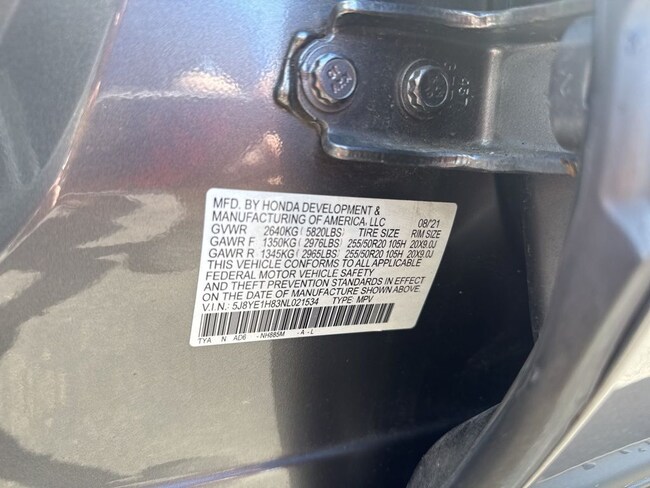 MFD. BY HONDA DEVELOPMENT &
MANUFACTURING OF AMERICA, LLC 08/21
GVWR 2640KG ( 5820LBS ) TIRE SIZE RIM SIZE
GAWR F 1350KG ( 2976LBS ) 255/50R20 105H 20X9.0J
GAWR R 1345KG ( 2965LBS ) 255/50R20 105H 20X9.0J
THIS VEHICLE CONFORMS TO ALL APPLICABLE
FEDERAL MOTOR VEHICLE SAFETY
AND THEFT PREVENTION STANDARDS IN EFFECT
ON THE DATE OF MANUFACTURE SHOWN ABOVE.
V.I.N.: 5J8YE1H83NL021534 TYPE MPV
TYA N AD6 - NH885M - A - L